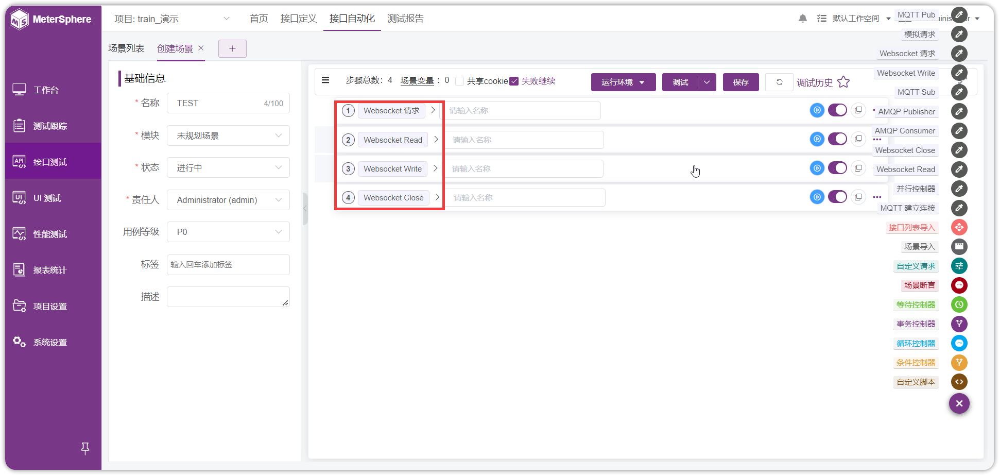 MeterSphere
项目: train_演示
首页
接口定义
接口自动化
测试报告
默认工作空间
场景列表
创建场景
工作台
测试跟踪
接口测试
UI 测试
性能测试
报表统计
项目设置
系统设置
基础信息
* 名称
TEST
4/100
* 模块
未规划场景
* 状态
进行中
* 责任人
Administrator (admin)
用例等级
P0
标签
输入回车添加标签
描述
步骤总数: 4
场景变量 : 0
共享cookie
失败继续
运行环境
调试
保存
调试历史
1 Websocket 请求
请输入名称
2 Websocket Read
请输入名称
3 Websocket Write
请输入名称
4 Websocket Close
请输入名称
MQTT Pub
模拟请求
Websocket 请求
Websocket Write
MQTT Sub
AMQP Publisher
AMQP Consumer
Websocket Close
Websocket Read
并行控制器
MQTT 建立连接
接口列表导入
场景导入
自定义请求
场景断言
等待控制器
事务控制器
循环控制器
条件控制器
自定义脚本